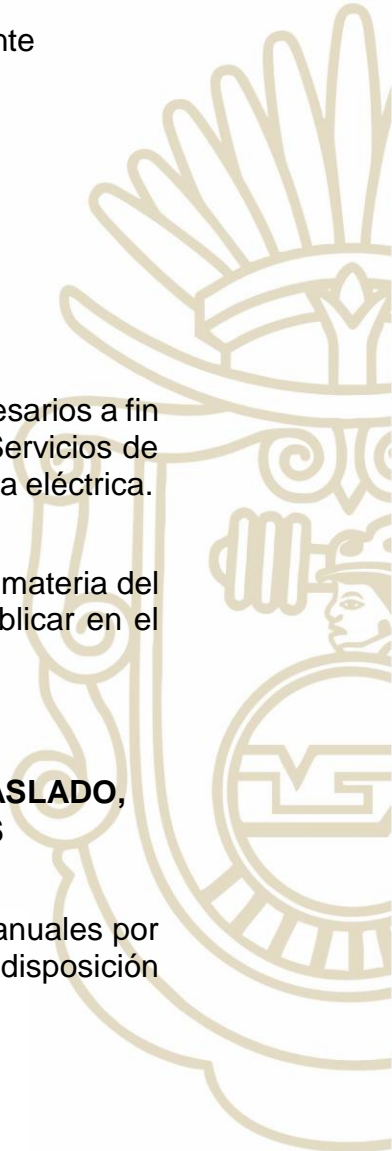 nte
esarios a fin
Servicios de
a eléctrica.
materia del
blicar en el
ASLADO,
S
anuales por
disposición